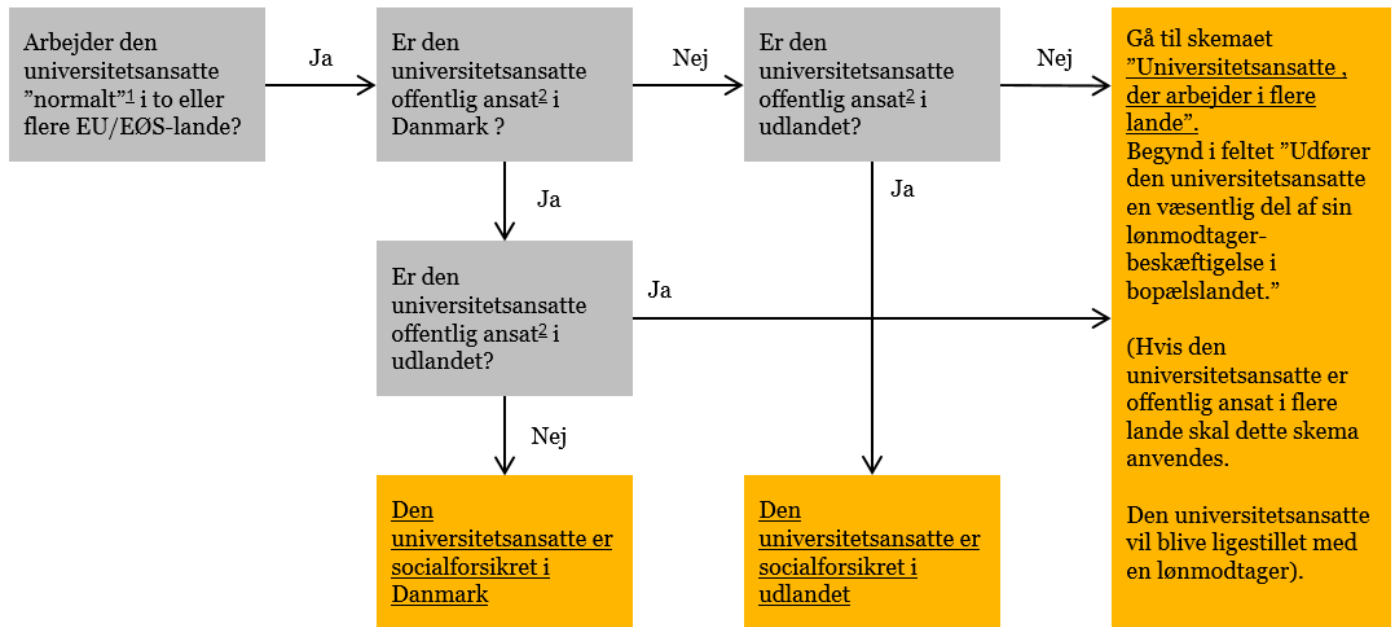 Arbejder den
universitetsansatte
”normalt”1 i to eller
flere EU/EØS-lande?
Ja
Er den
universitetsansatte
offentlig ansat2 i
Danmark ?
Nej
Er den
universitetsansatte
offentlig ansat2 i
udlandet?
Nej
Gå til skemaet
”Universitetsansatte ,
der arbejder i flere
lande”.
Begynd i feltet ”Udfører
den universitetsansatte
en væsentlig del af sin
lønmodtager-
beskæftigelse i
bopælslandet.”
(Hvis den
universitetsansatte er
offentlig ansat i flere
lande skal dette skema
anvendes.
Den universitetsansatte
vil blive ligestillet med
en lønmodtager).
Ja
Ja
Er den
universitetsansatte
offentlig ansat2 i
udlandet?
Ja
Nej
Den
universitetsansatte er
socialforsikret i
Danmark
Den
universitetsansatte er
socialforsikret i
udlandet